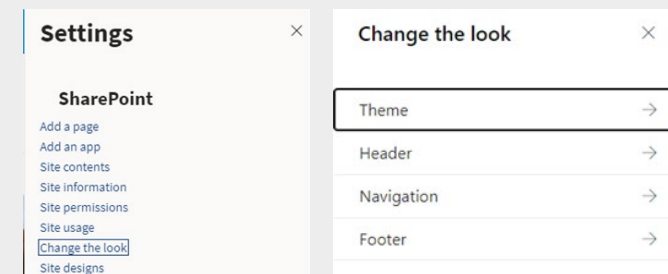 Settings
SharePoint
Add a page
Add an app
Site contents
Site information
Site permissions
Site usage
Change the look
Site designs
Change the look
Theme
Header
Navigation
Footer